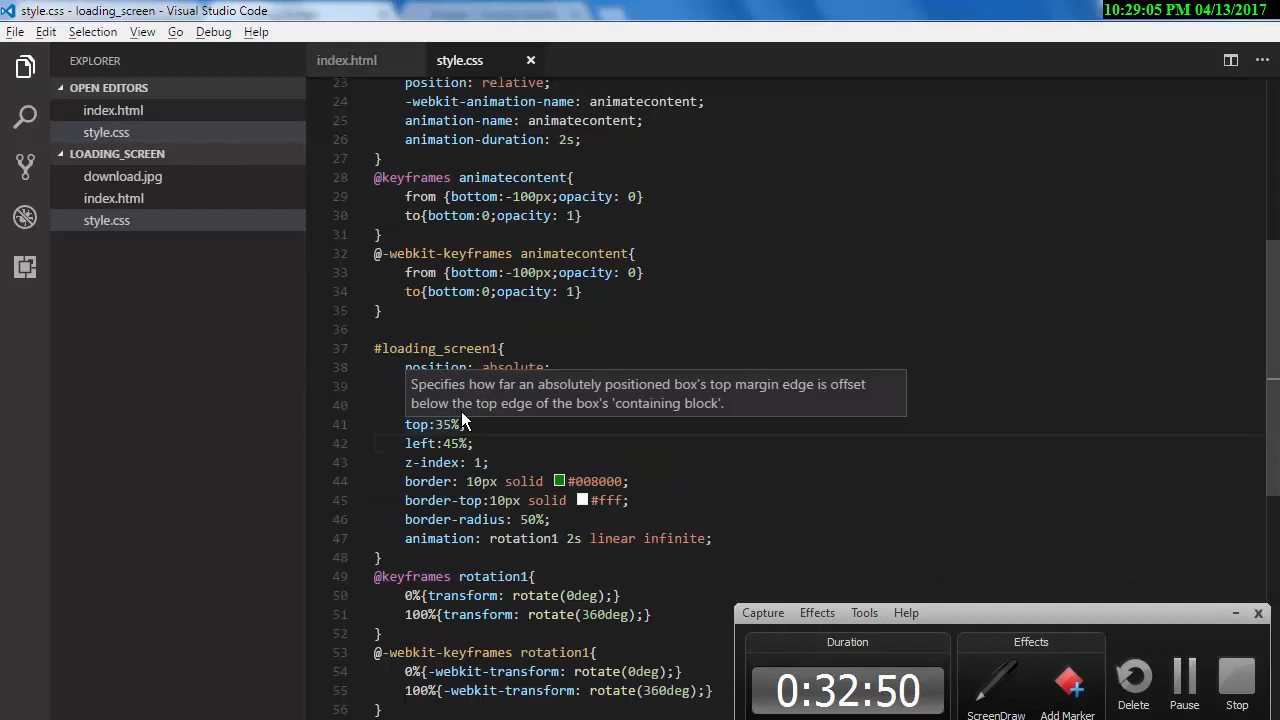 style.css - loading_screen - Visual Studio Code
10:29:05 PM 04/13/2017
File Edit Selection View Go Debug Help
EXPLORER
OPEN EDITORS
index.html
style.css
LOADING_SCREEN
download.jpg
index.html
style.css
index.html style.css
23 position: relative;
24 -webkit-animation-name: animatecontent;
25 animation-name: animatecontent;
26 animation-duration: 2s;
27 }
28 @keyframes animatecontent{
29 from {bottom:-100px;opacity: 0}
30 to{bottom:0;opacity: 1}
31 }
32 @-webkit-keyframes animatecontent{
33 from {bottom:-100px;opacity: 0}
34 to{bottom:0;opacity: 1}
35 }
36
37 #loading_screen1{
38 position: absolute;
39
Specifies how far an absolutely positioned box's top margin edge is offset
below the top edge of the box's 'containing block'.
40
41 top:35%;
42 left:45%;
43 z-index: 1;
44 border: 10px solid #008000;
45 border-top:10px solid #fff;
46 border-radius: 50%;
47 animation: rotation1 2s linear infinite;
48 }
49 @keyframes rotation1{
50 0%{transform: rotate(0deg);}
51 100%{transform: rotate(360deg);}
52 }
53 @-webkit-keyframes rotation1{
54 0%{-webkit-transform: rotate(0deg);}
55 100%{-webkit-transform: rotate(360deg);}
56 }
Capture Effects Tools Help
Duration
0:32:50
Effects
ScreenDraw Add Marker
Delete Pause Stop